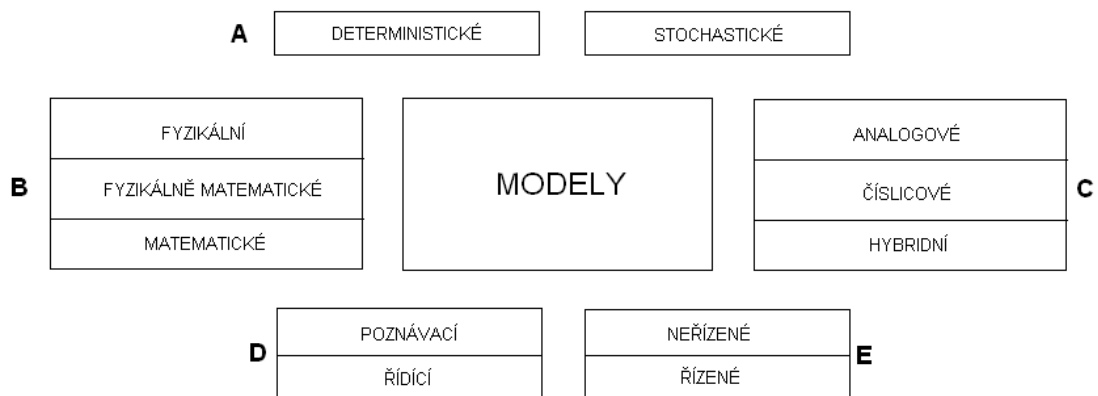 A DETERMINISTICKÉ STOCHASTICKÉ
FYZIKÁLNÍ
FYZIKÁLNĚ MATEMATICKÉ
MATEMATICKÉ
B
MODELY
ANALOGOVÉ
ČÍSLICOVÉ
HYBRIDNÍ
C
D
POZNÁVACÍ
ŘÍDÍCÍ
NEŘÍZENÉ
ŘÍZENÉ
E